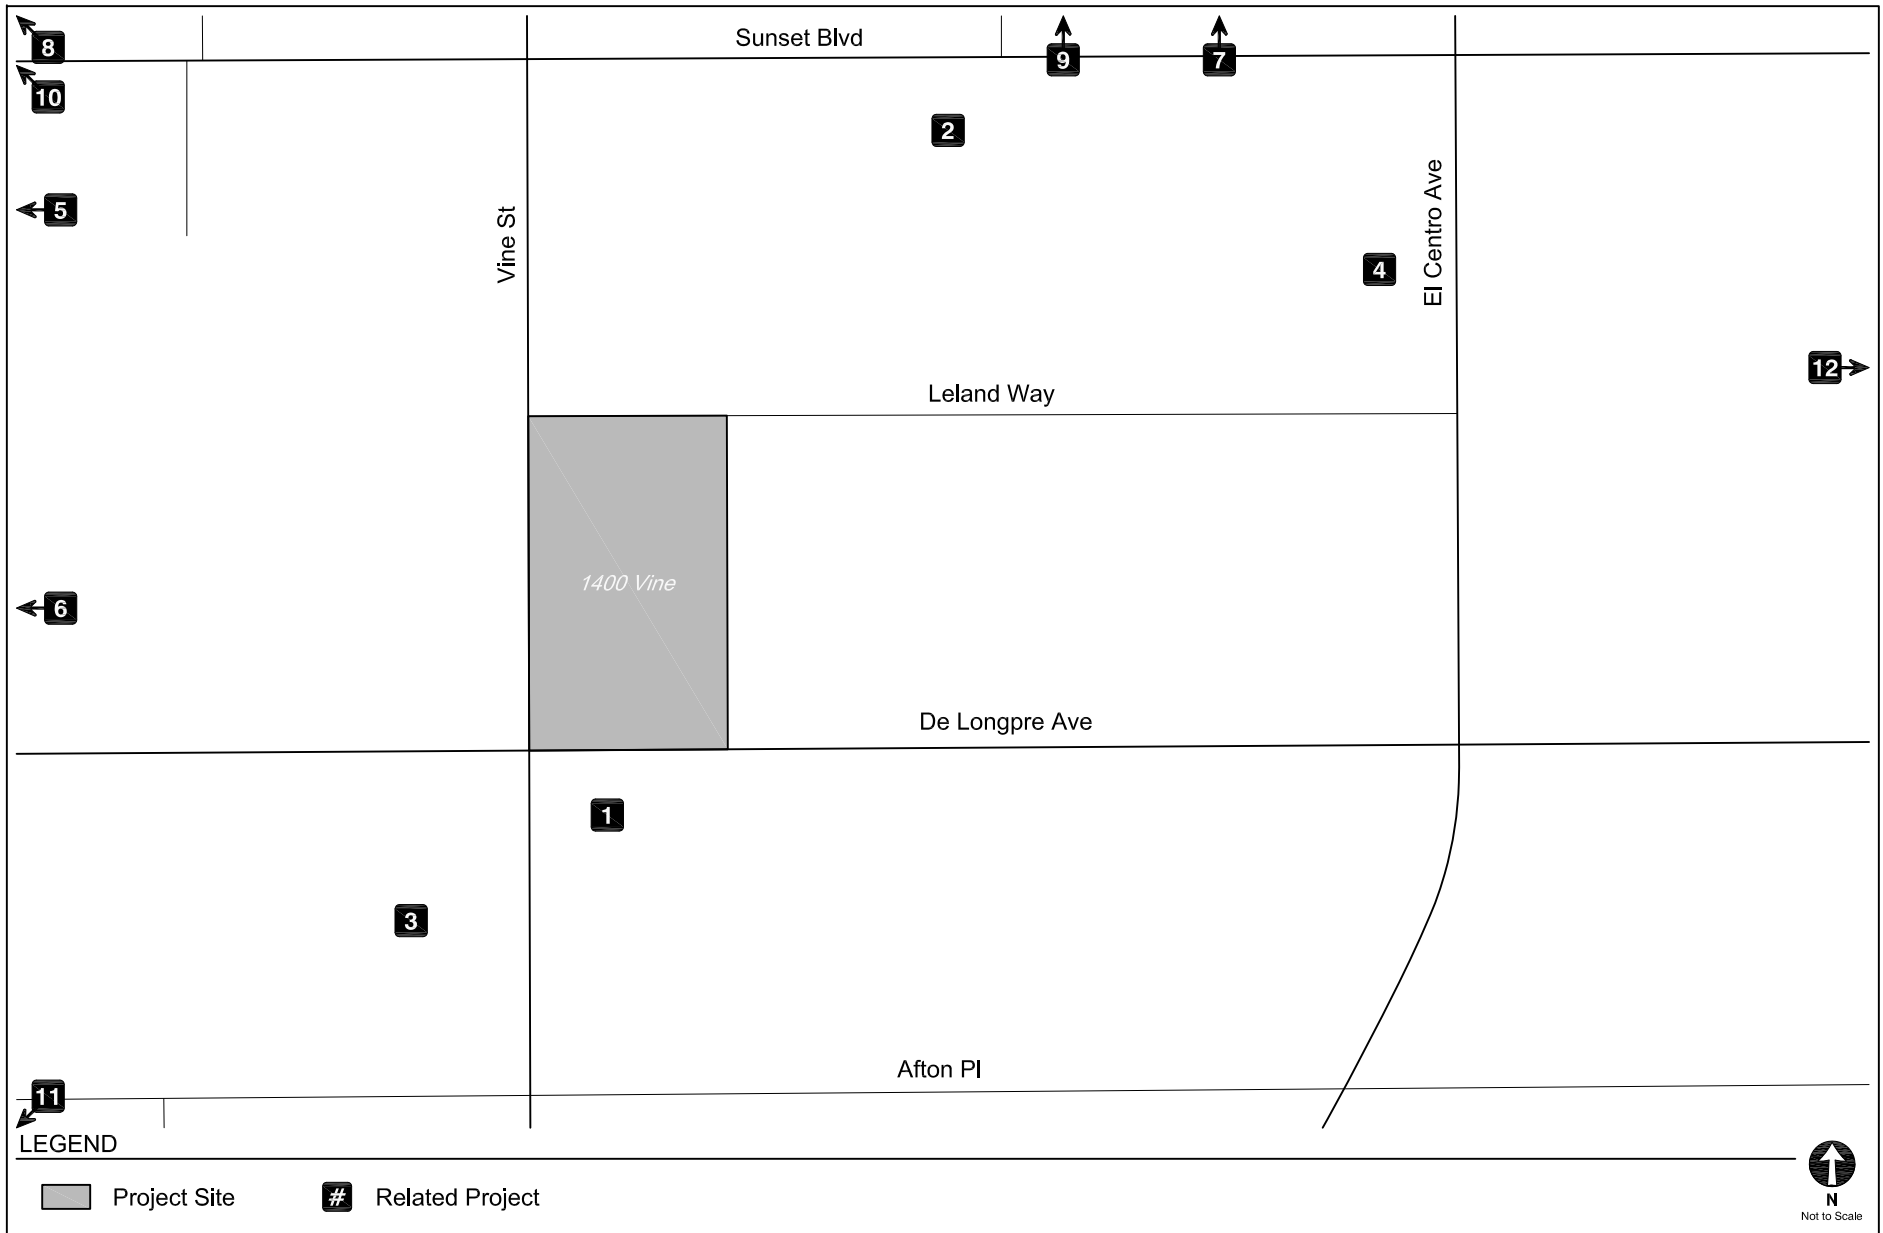 Sunset Blvd
8
9
7
10
2
5
Vine St
El Centro Ave
4
12
Leland Way
1400 Vine
6
De Longpre Ave
1
3
Afton Pl
11
LEGEND
Project Site
#
Related Project
N
Not to Scale